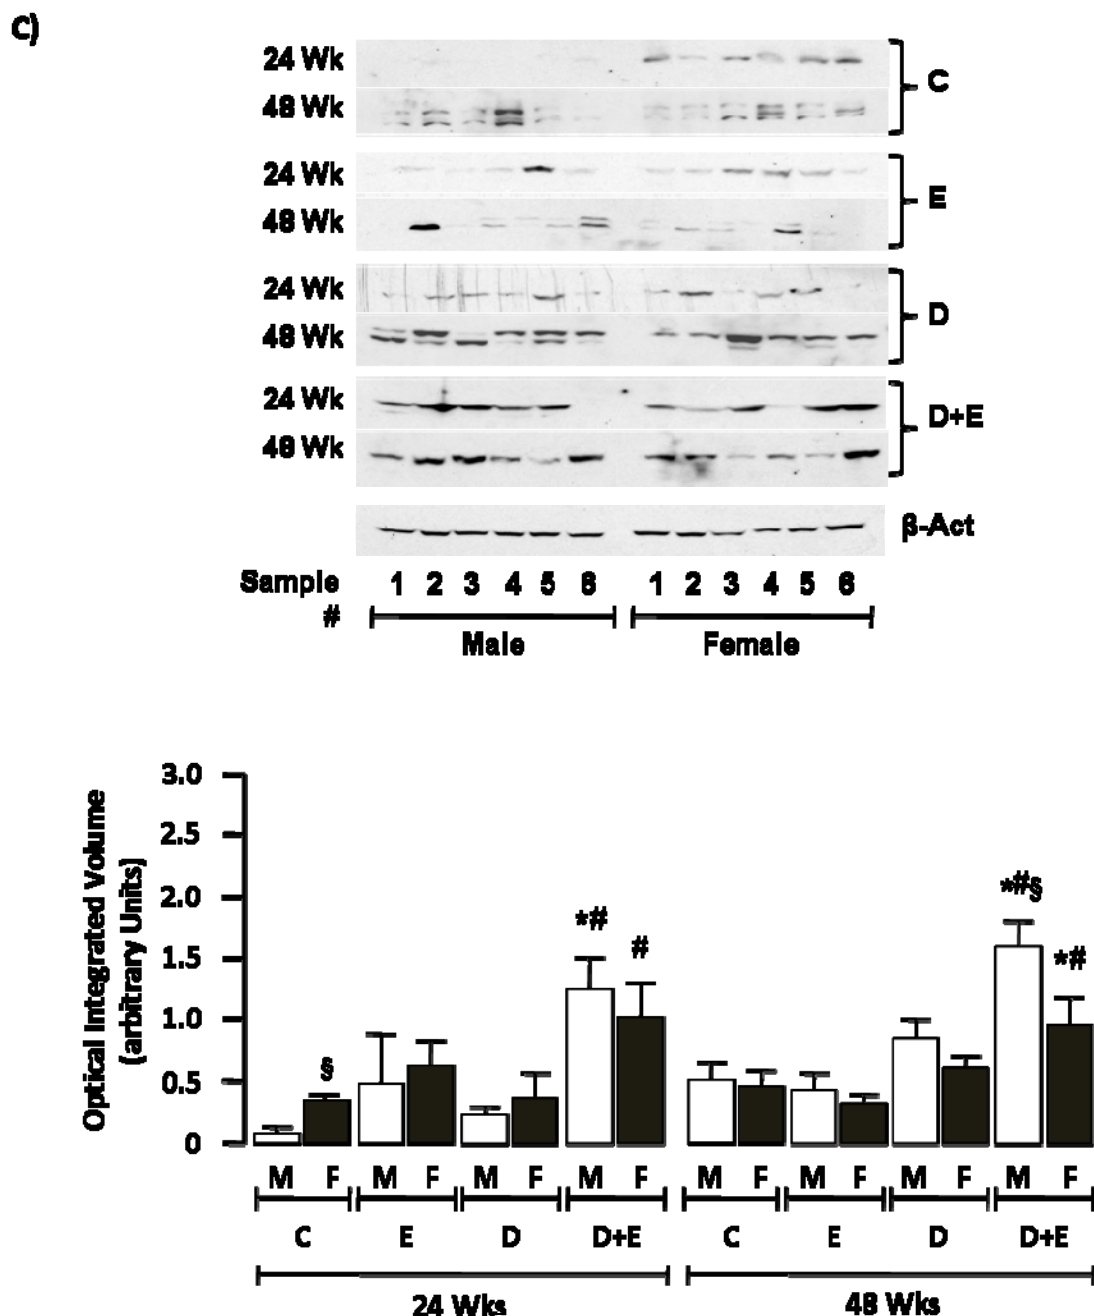 C)
24 Wk
48 Wk
C
24 Wk
48 Wk
E
24 Wk
48 Wk
D
24 Wk
48 Wk
D+E
β-Act
Sample
#
1 2 3 4 5 6 1 2 3 4 5 6
Male Female
Optical Integrated Volume
(arbitrary Units)
3.0
2.5
2.0
1.5
1.0
0.5
0
§
*#
#
*#§
*#
M F M F M F M F M F M F M F M F
C E D D+E C E D D+E
24 Wks 48 Wks